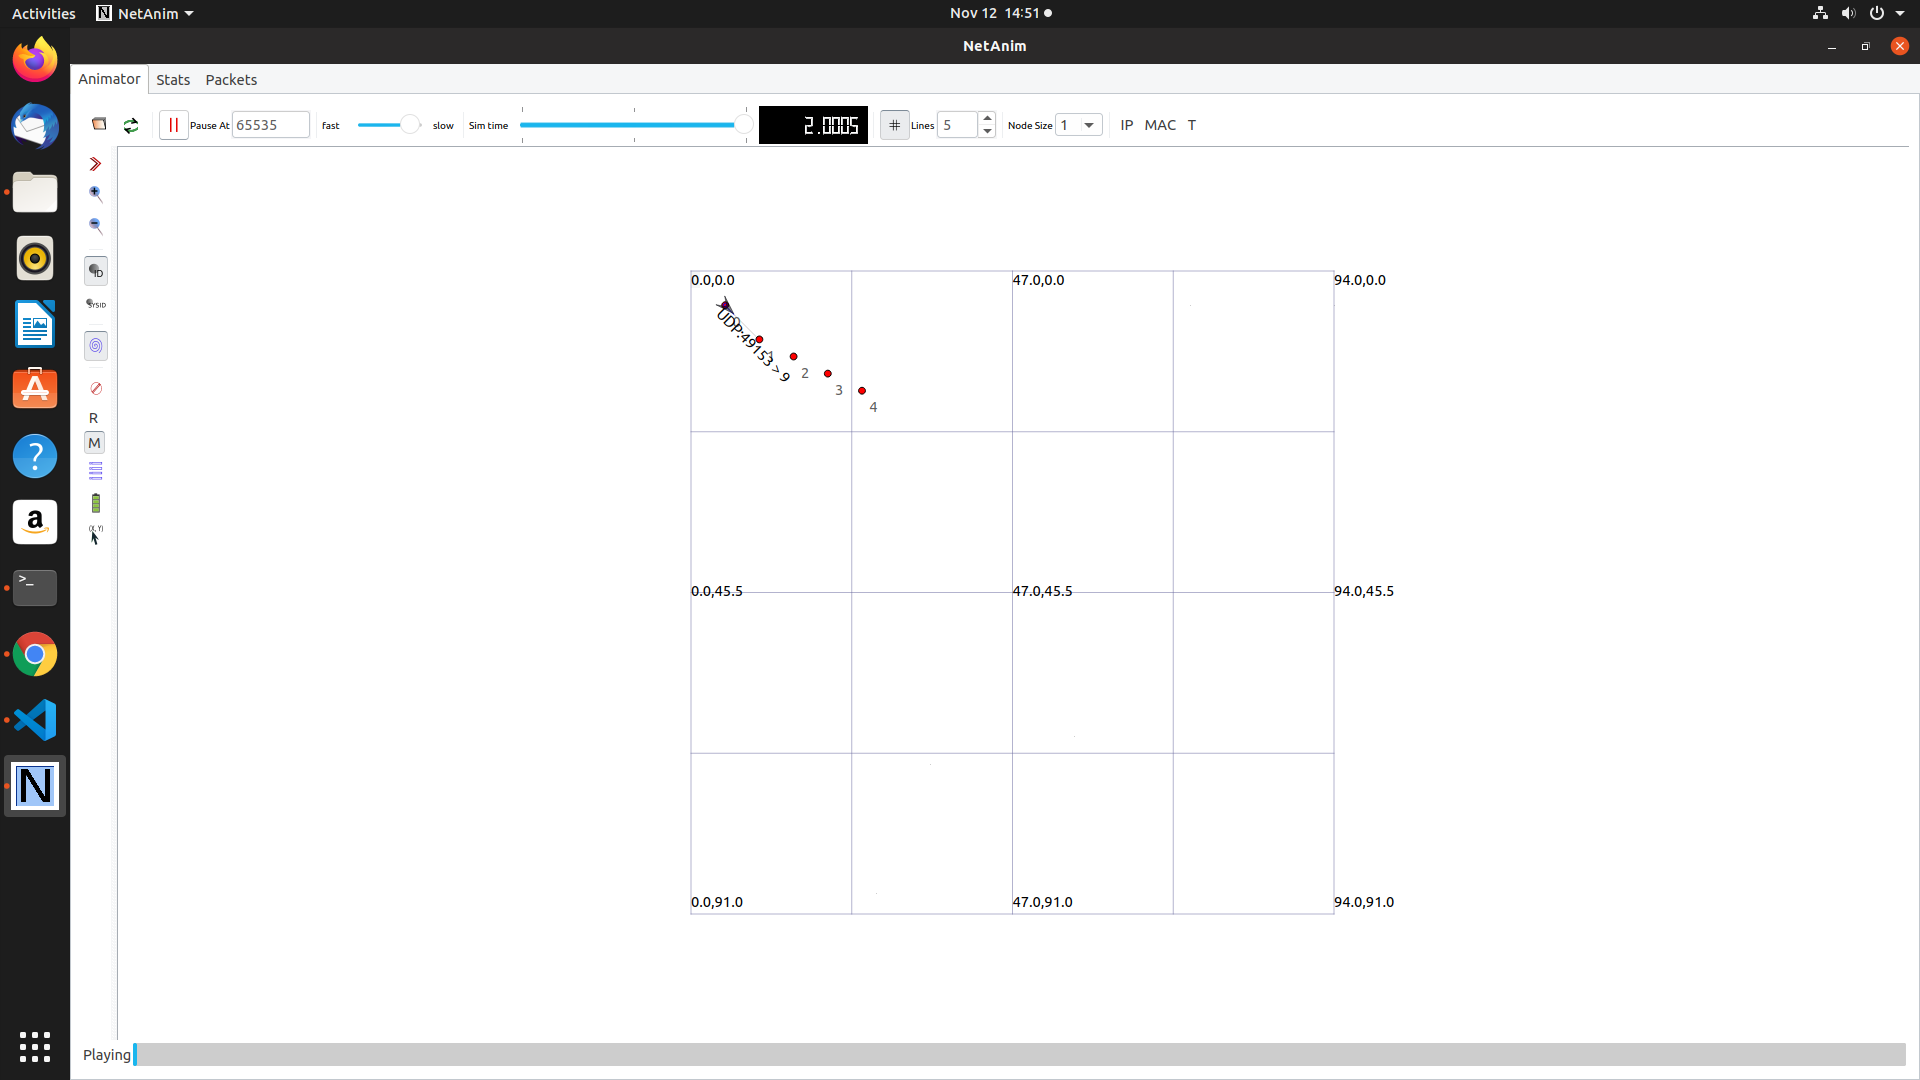 Activities NetAnim Nov 12 14:51
NetAnim
Animator Stats Packets
Pause At 65535 fast slow Sim time 2.0005 # Lines 5 Node Size 1 IP MAC T
ID
SYSID
R
M
(X, Y)
0.0,0.0 47.0,0.0 94.0,0.0
UDP:49153 > 9
2
3
4
0.0,45.5 47.0,45.5 94.0,45.5
0.0,91.0 47.0,91.0 94.0,91.0
Playing